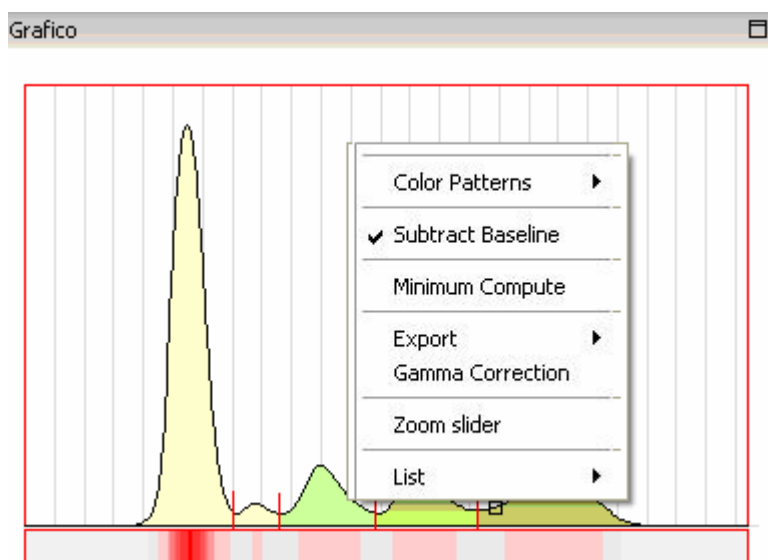 Grafico
Color Patterns
Subtract Baseline
Minimum Compute
Export
Gamma Correction
Zoom slider
List